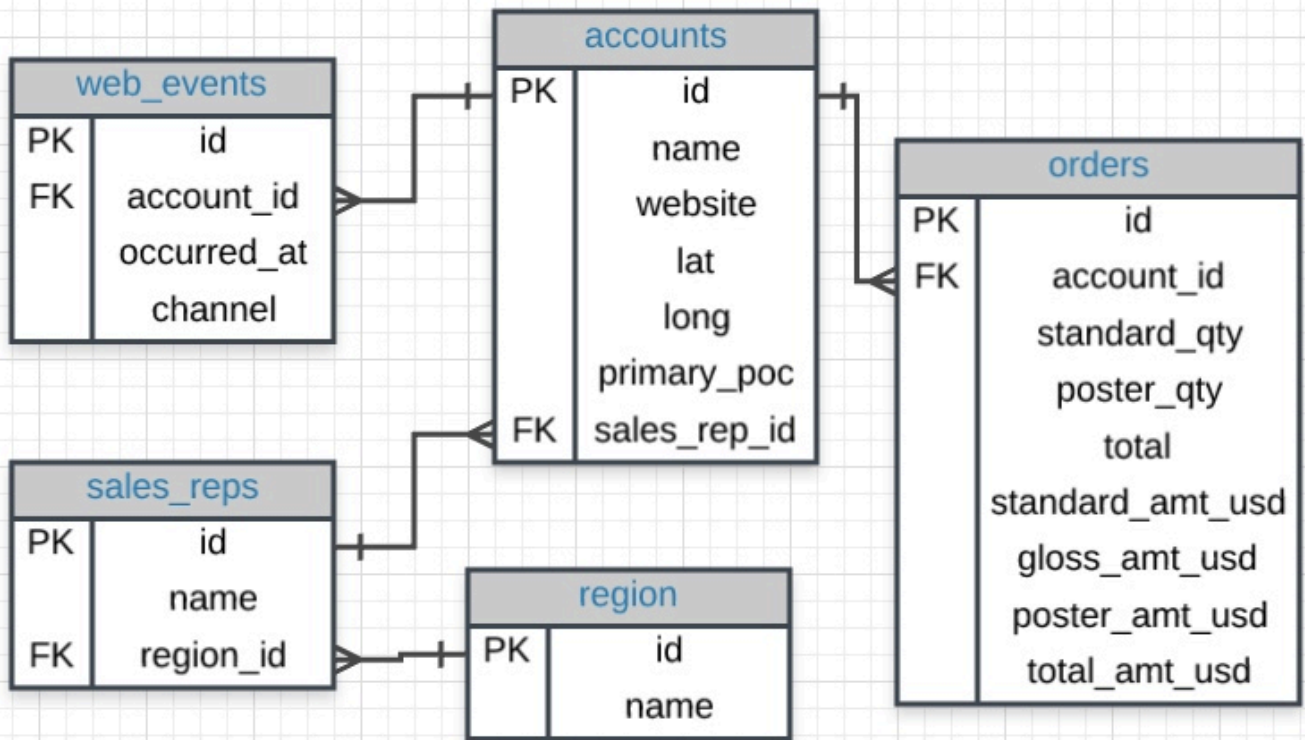 web_events
PK id
FK account_id
occurred_at
channel
accounts
PK id
name
website
lat
long
primary_poc
FK sales_rep_id
orders
PK id
FK account_id
standard_qty
poster_qty
total
standard_amt_usd
gloss_amt_usd
poster_amt_usd
total_amt_usd
sales_reps
PK id
name
FK region_id
region
PK id
name